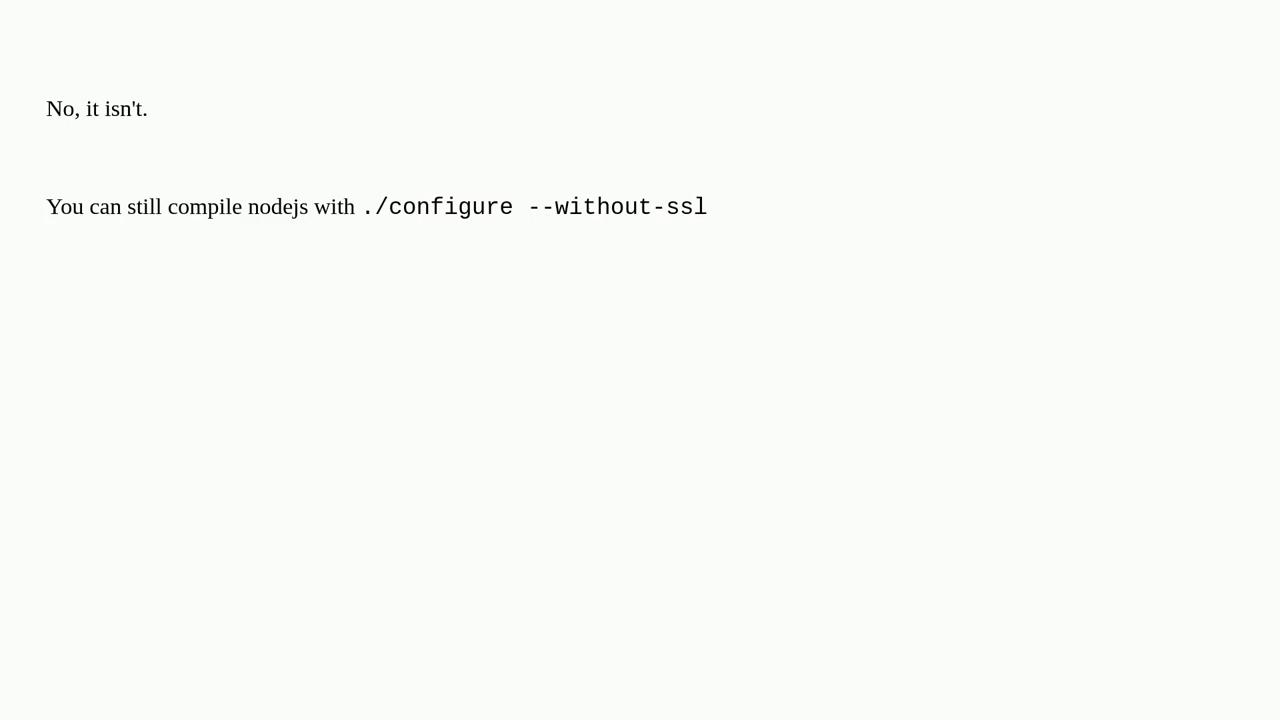 No, it isn't.
You can still compile nodejs with ./configure --without-ssl